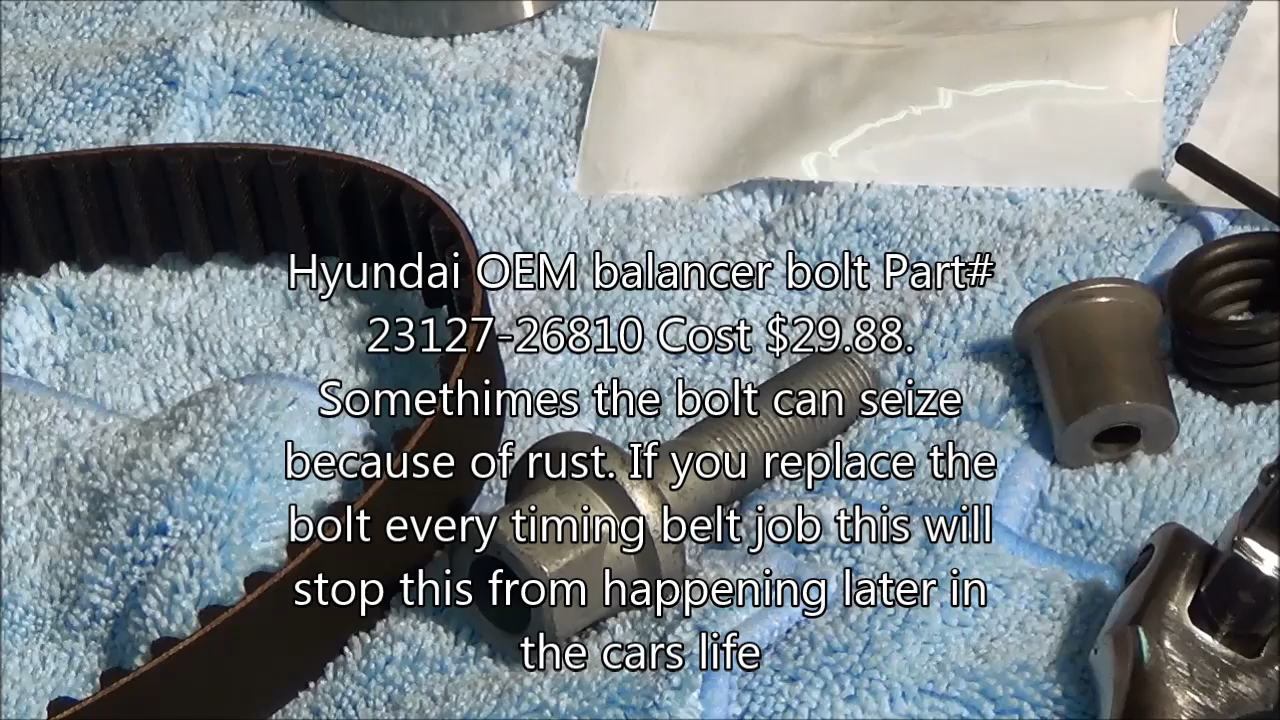 Hyundai OEM balancer bolt Part#
23127-26810 Cost $29.88.
Somethimes the bolt can seize
because of rust. If you replace the
bolt every timing belt job this will
stop this from happening later in
the cars life